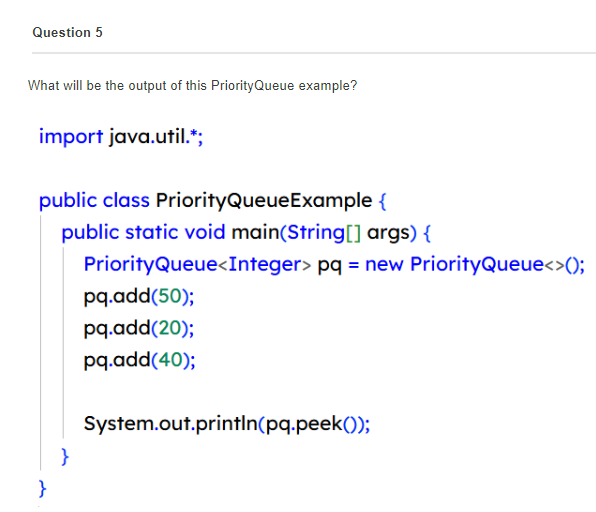 Question 5
What will be the output of this PriorityQueue example?
import java.util.*;
public class PriorityQueueExample {
public static void main(String[] args) {
PriorityQueue<Integer> pq = new PriorityQueue<>();
pq.add(50);
pq.add(20);
pq.add(40);
System.out.println(pq.peek());
}
}